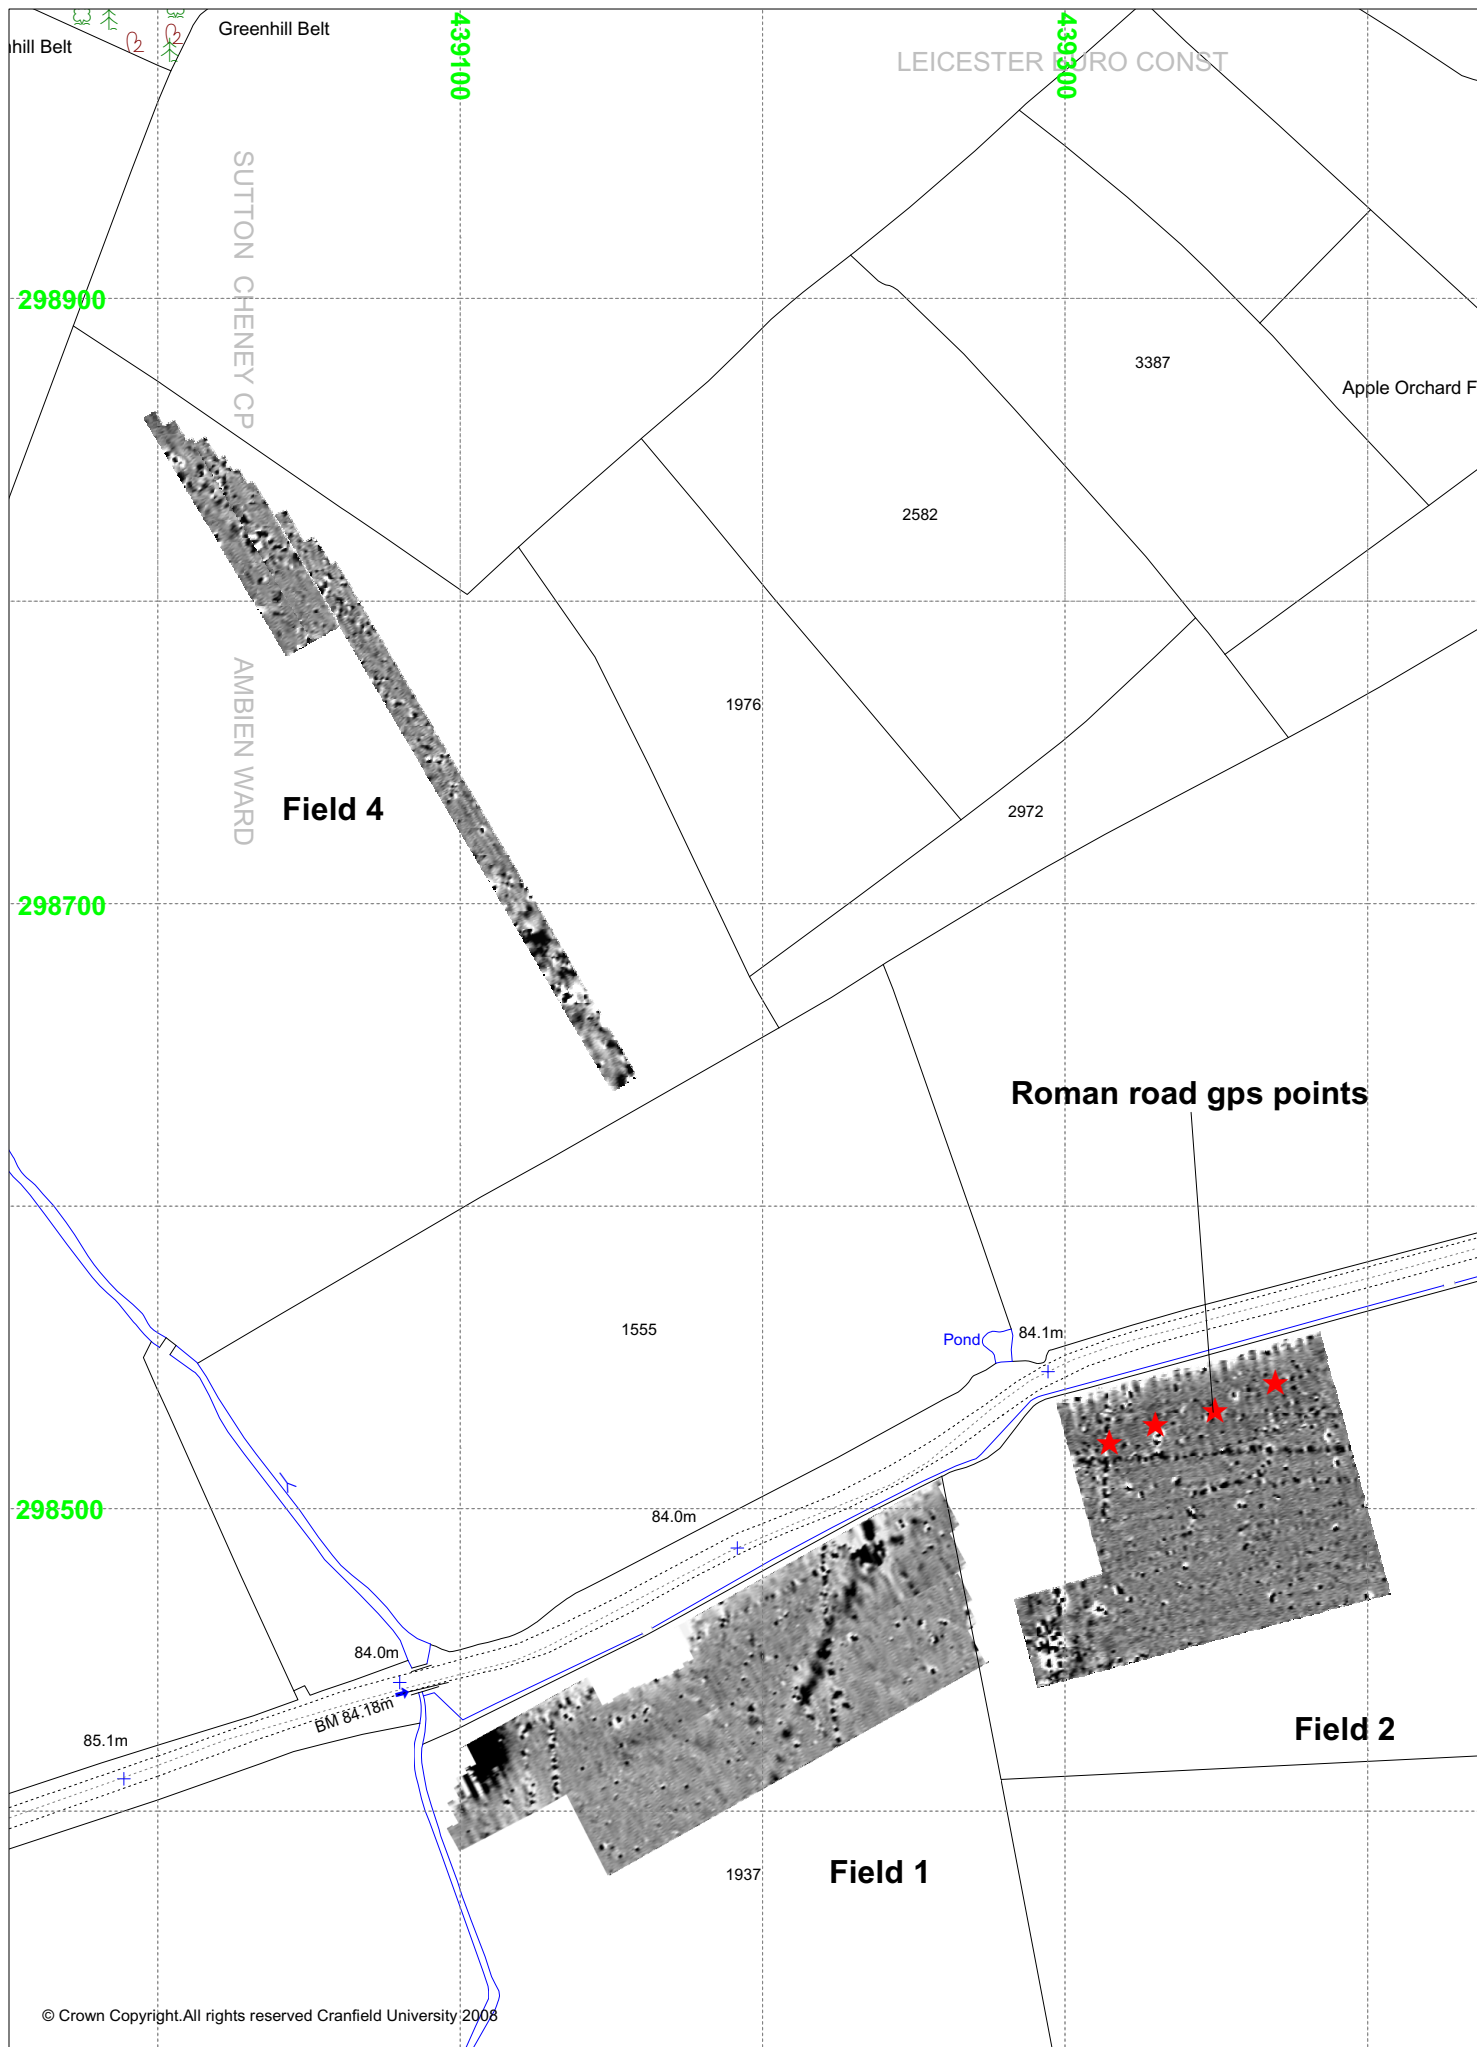 Greenhill Belt
hill Belt
439100
439300
LEICESTER EURO CONST
SUTTON CHENEY CP
298900
3387
Apple Orchard F
2582
AMBIEN WARD
1976
Field 4
2972
298700
Roman road gps points
1555
Pond
84.1m
298500
84.0m
84.0m
BM 84.18m
85.1m
Field 2
1937
Field 1
© Crown Copyright.All rights reserved Cranfield University 2008